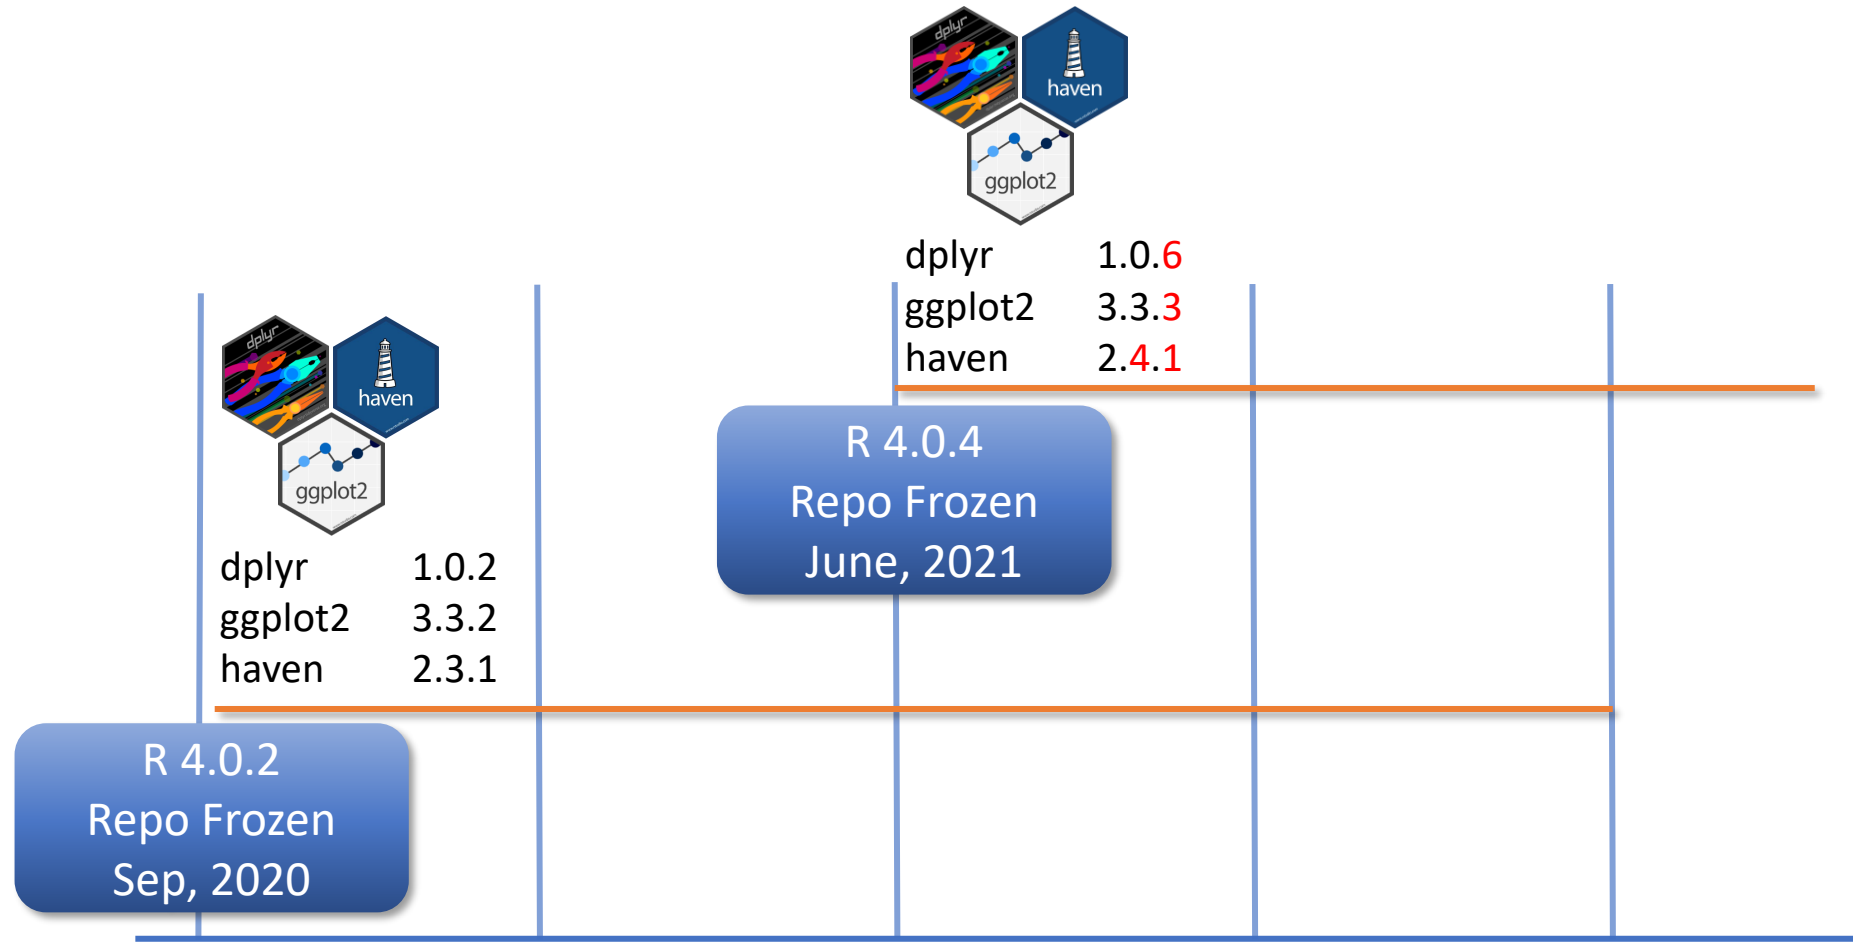 dplyr
haven
ggplot2
dplyr 1.0.6
ggplot2 3.3.3
haven 2.4.1
R 4.0.4
Repo Frozen
June, 2021
dplyr
haven
ggplot2
dplyr 1.0.2
ggplot2 3.3.2
haven 2.3.1
R 4.0.2
Repo Frozen
Sep, 2020